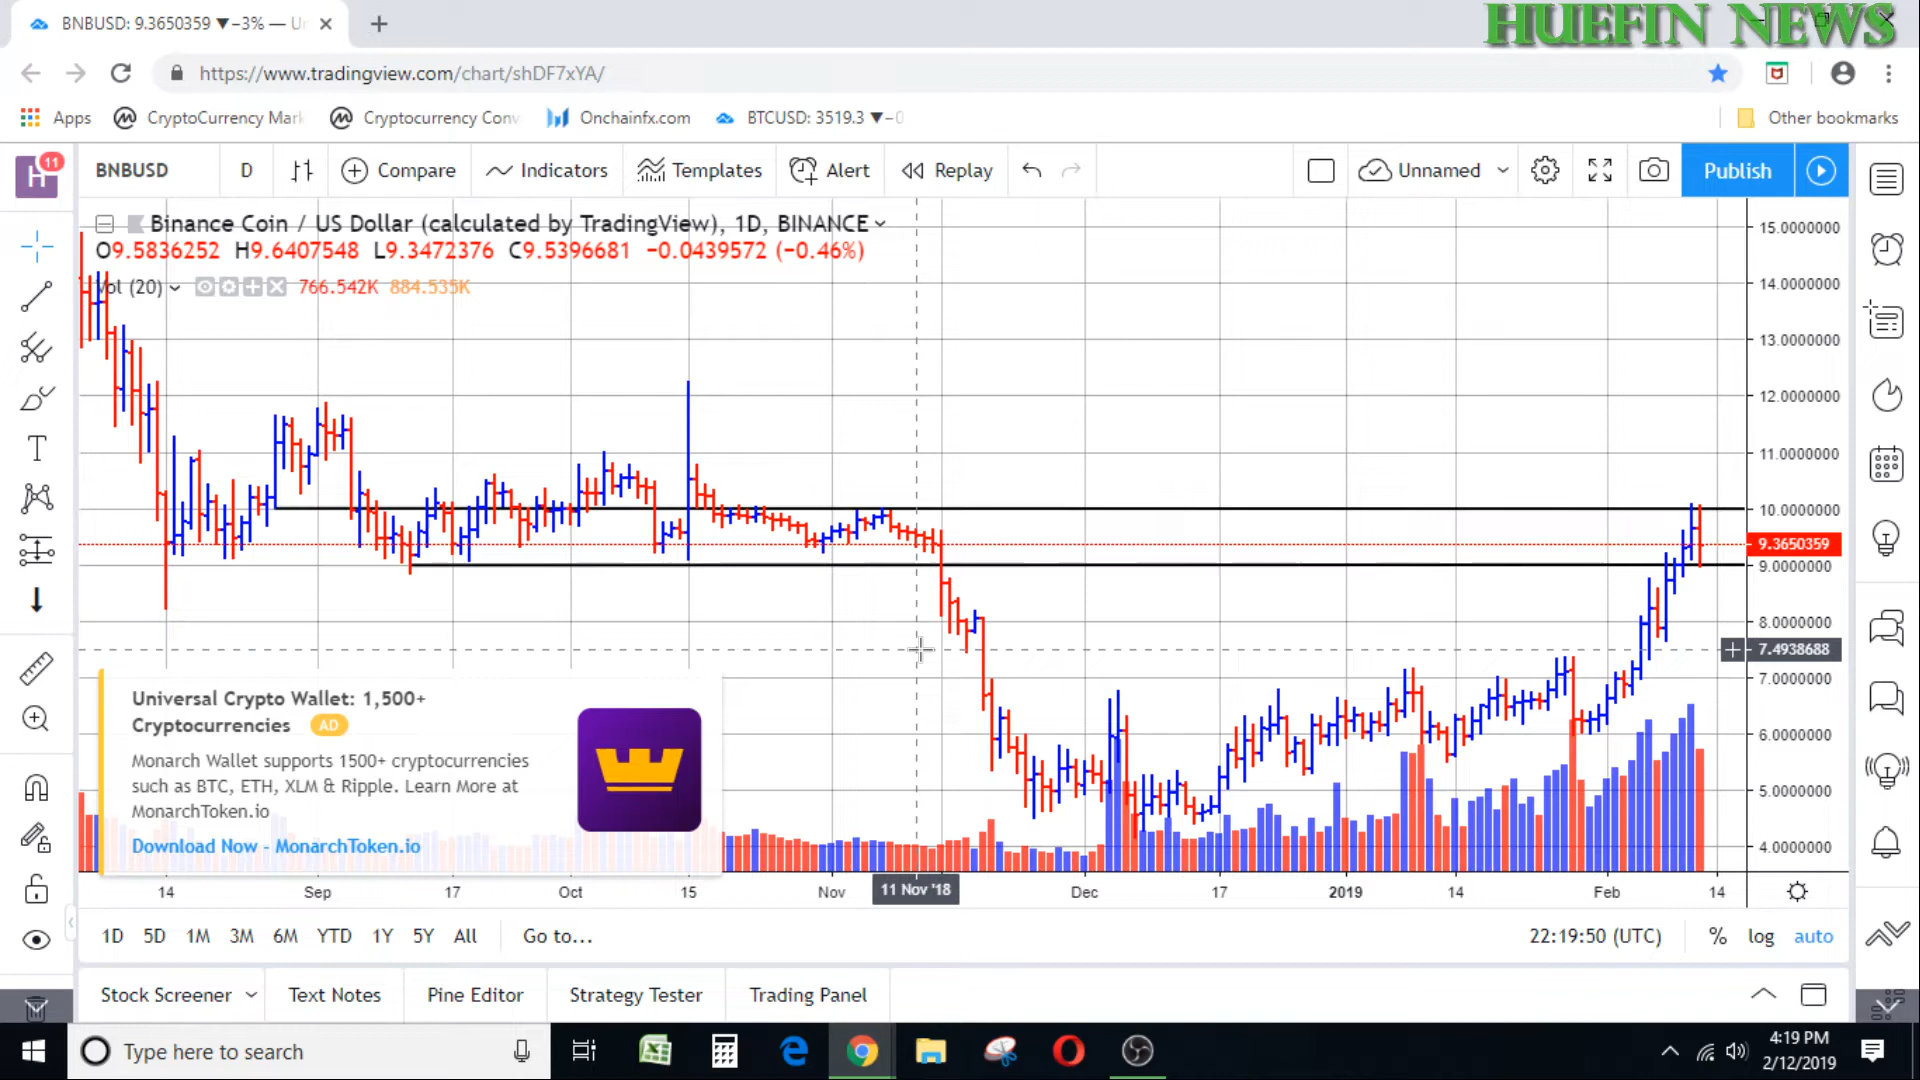 BNBUSD: 9.3650359 ▼−3% — U
HUEFIN NEWS
https://www.tradingview.com/chart/shDF7xYA/
Apps
CryptoCurrency Mark
Cryptocurrency Conv
Onchainfx.com
BTCUSD: 3519.3 ▼−0
Other bookmarks
H
11
BNBUSD
D
Compare
Indicators
Templates
Alert
Replay
Unnamed
Publish
Binance Coin / US Dollar (calculated by TradingView), 1D, BINANCE
O9.5836252 H9.6407548 L9.3472376 C9.5396681 −0.0439572 (−0.46%)
Vol (20) 766.542K 884.535K
15.0000000
14.0000000
13.0000000
12.0000000
11.0000000
10.0000000
9.3650359
9.0000000
8.0000000
7.4938688
7.0000000
6.0000000
5.0000000
4.0000000
Universal Crypto Wallet: 1,500+
Cryptocurrencies AD
Monarch Wallet supports 1500+ cryptocurrencies
such as BTC, ETH, XLM & Ripple. Learn More at
MonarchToken.io
Download Now - MonarchToken.io
14 Sep 17 Oct 15 Nov 11 Nov '18 Dec 17 2019 14 Feb 14
1D 5D 1M 3M 6M YTD 1Y 5Y All Go to... 22:19:50 (UTC) % log auto
Stock Screener Text Notes Pine Editor Strategy Tester Trading Panel
Type here to search
4:19 PM
2/12/2019